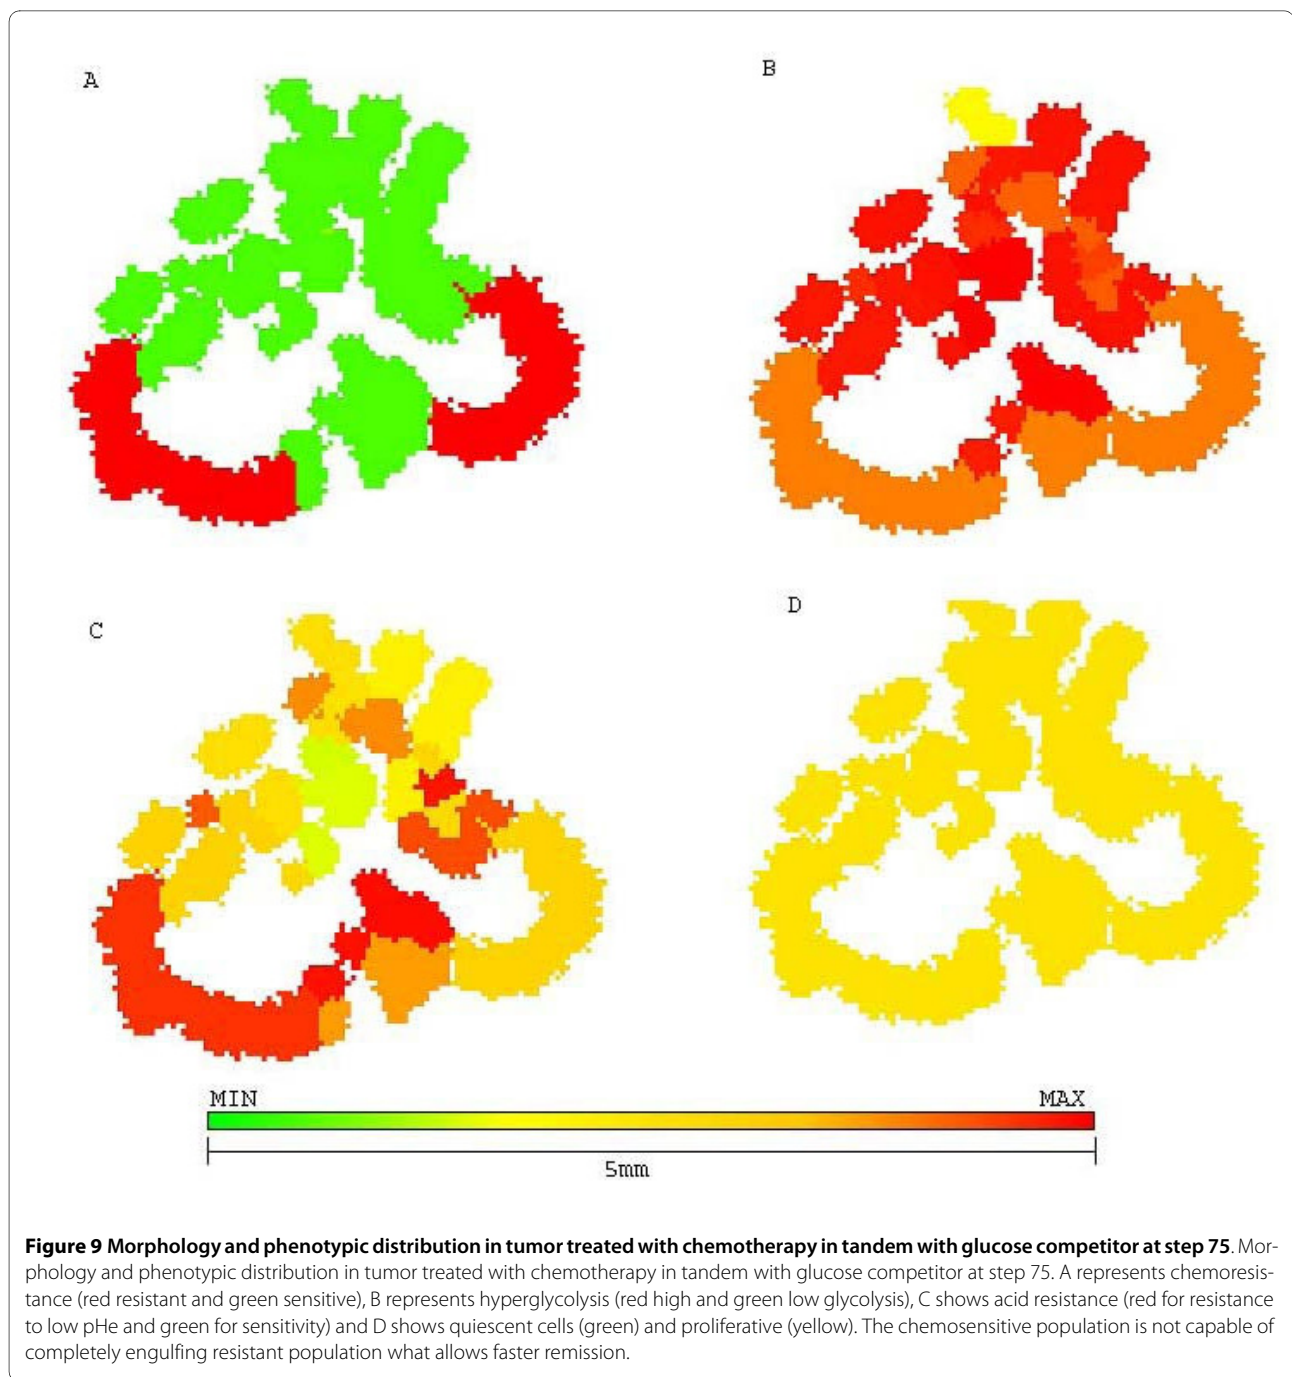 A
B
C
D
MIN MAX
5mm
Figure 9 Morphology and phenotypic distribution in tumor treated with chemotherapy in tandem with glucose competitor at step 75. Mor-
phology and phenotypic distribution in tumor treated with chemotherapy in tandem with glucose competitor at step 75. A represents chemoresis-
tance (red resistant and green sensitive), B represents hyperglycolysis (red high and green low glycolysis), C shows acid resistance (red for resistance
to low pHe and green for sensitivity) and D shows quiescent cells (green) and proliferative (yellow). The chemosensitive population is not capable of
completely engulfing resistant population what allows faster remission.